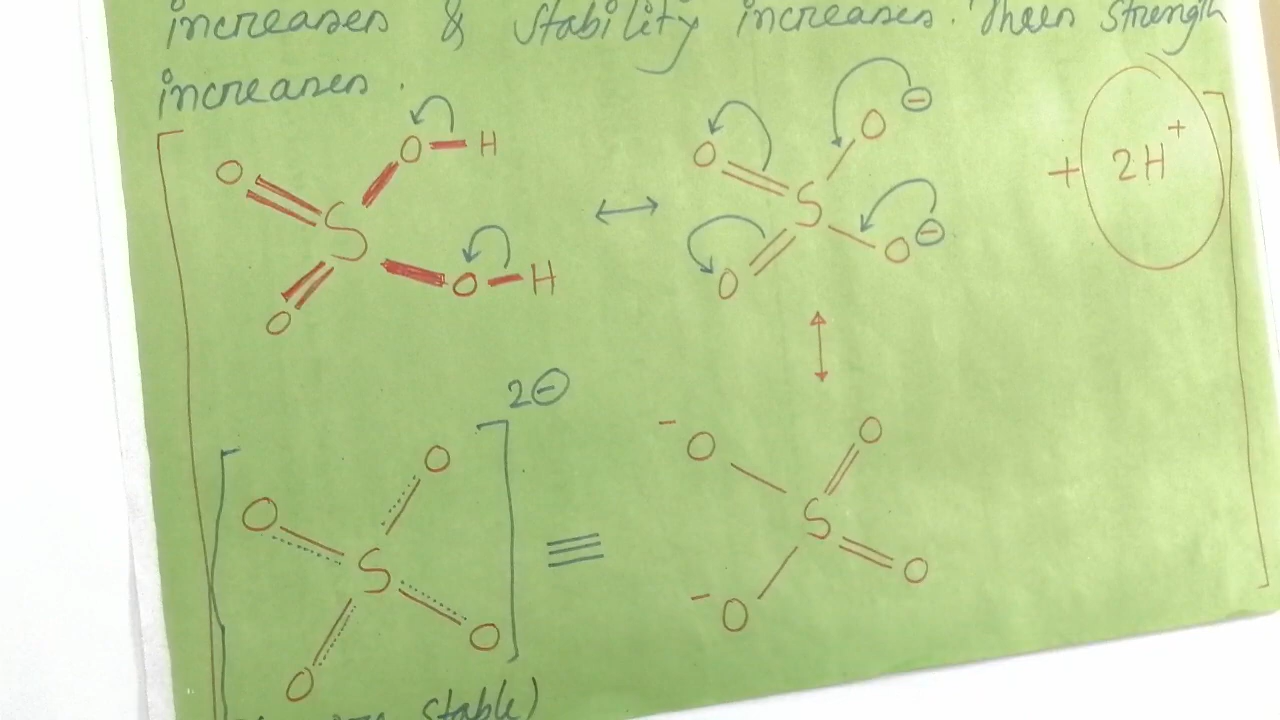 increases & stability increases. Then strength
increases.
O O — H
S
O O — H
↔
O O ⊖
S
O O ⊖
+ 2H+
2⊖
O O
S
O O
≡
- O O
S
- O O
stable)